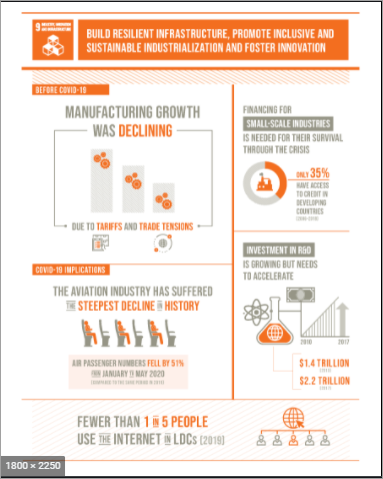 9 INDUSTRY, INNOVATION
AND INFRASTRUCTURE
BUILD RESILIENT INFRASTRUCTURE, PROMOTE INCLUSIVE AND
SUSTAINABLE INDUSTRIALIZATION AND FOSTER INNOVATION
BEFORE COVID-19
MANUFACTURING GROWTH
WAS DECLINING
DUE TO TARIFFS AND TRADE TENSIONS
COVID-19 IMPLICATIONS
THE AVIATION INDUSTRY HAS SUFFERED
THE STEEPEST DECLINE IN HISTORY
AIR PASSENGER NUMBERS FELL BY 51%
FROM JANUARY TO MAY 2020
FINANCING FOR
SMALL-SCALE INDUSTRIES
IS NEEDED FOR THEIR SURVIVAL
THROUGH THE CRISIS
ONLY 35%
HAVE ACCESS
TO CREDIT IN
DEVELOPING
COUNTRIES
INVESTMENT IN R&D
IS GROWING BUT NEEDS
TO ACCELERATE
2017
$1.4 TRILLION
$2.2 TRILLION
FEWER THAN 1 IN 5 PEOPLE
USE THE INTERNET IN LDCs (2019)
1800 × 2250